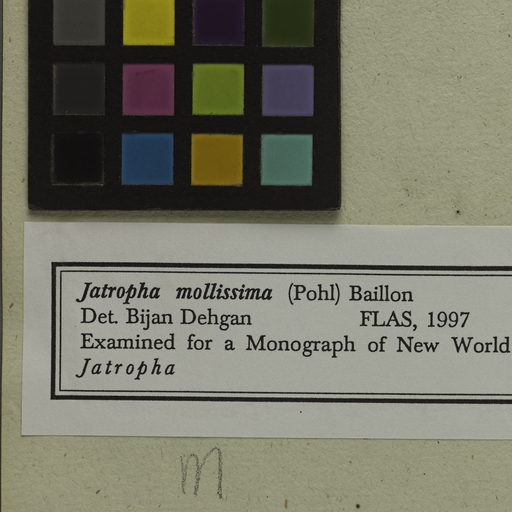 Jatropha mollissima (Pohl) Baillon
Det. Bijan Dehgan FLAS, 1997
Examined for a Monograph of New World
Jatropha
m